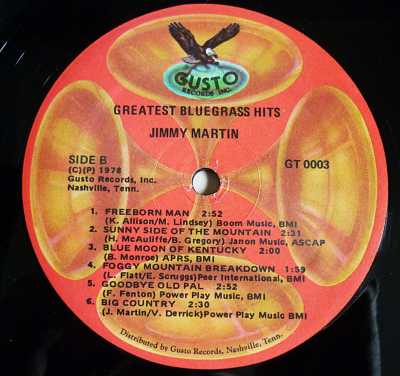 GUSTO
RECORDS INC.
GREATEST BLUEGRASS HITS
JIMMY MARTIN
SIDE B
(C)(P) 1978
Gusto Records, Inc.
Nashville, Tenn.
GT 0003
1. FREEBORN MAN 2:52
(K. Allison/M. Lindsey) Boom Music, BMI
2. SUNNY SIDE OF THE MOUNTAIN 2:31
(H. McAuliffe/B. Gregory) Janon Music, ASCAP
3. BLUE MOON OF KENTUCKY 2:00
(B. Monroe) APRS, BMI
4. FOGGY MOUNTAIN BREAKDOWN 1:59
(L. Flatt/E. Scruggs)Peer International, BMI
5. GOODBYE OLD PAL 2:52
(F. Fenton) Power Play Music, BMI
6. BIG COUNTRY 2:30
(J. Martin/V. Derrick)Power Play Music BMI
Distributed by Gusto Records, Nashville, Tenn.